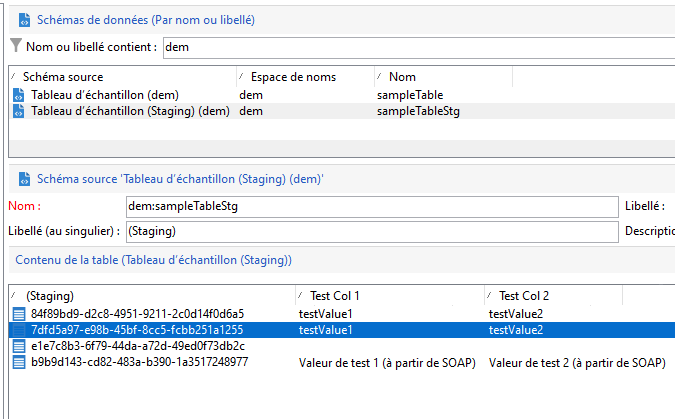 Schémas de données (Par nom ou libellé)
Nom ou libellé contient : dem
Schéma source Espace de noms Nom
Tableau d'échantillon (dem) dem sampleTable
Tableau d'échantillon (Staging) (dem) dem sampleTableStg
Schéma source 'Tableau d'échantillon (Staging) (dem)'
Nom : dem:sampleTableStg Libellé :
Libellé (au singulier) : (Staging) Descriptio
Contenu de la table (Tableau d'échantillon (Staging))
(Staging) Test Col 1 Test Col 2
84f89bd9-d2c8-4951-9211-2c0d14f0d6a5 testValue1 testValue2
7dfd5a97-e98b-45bf-8cc5-fcbb251a1255 testValue1 testValue2
e1e7c8b3-6f79-44da-a72d-49ed0f73db2c
b9b9d143-cd82-483a-b390-1a3517248977 Valeur de test 1 (à partir de SOAP) Valeur de test 2 (à partir de SOAP)